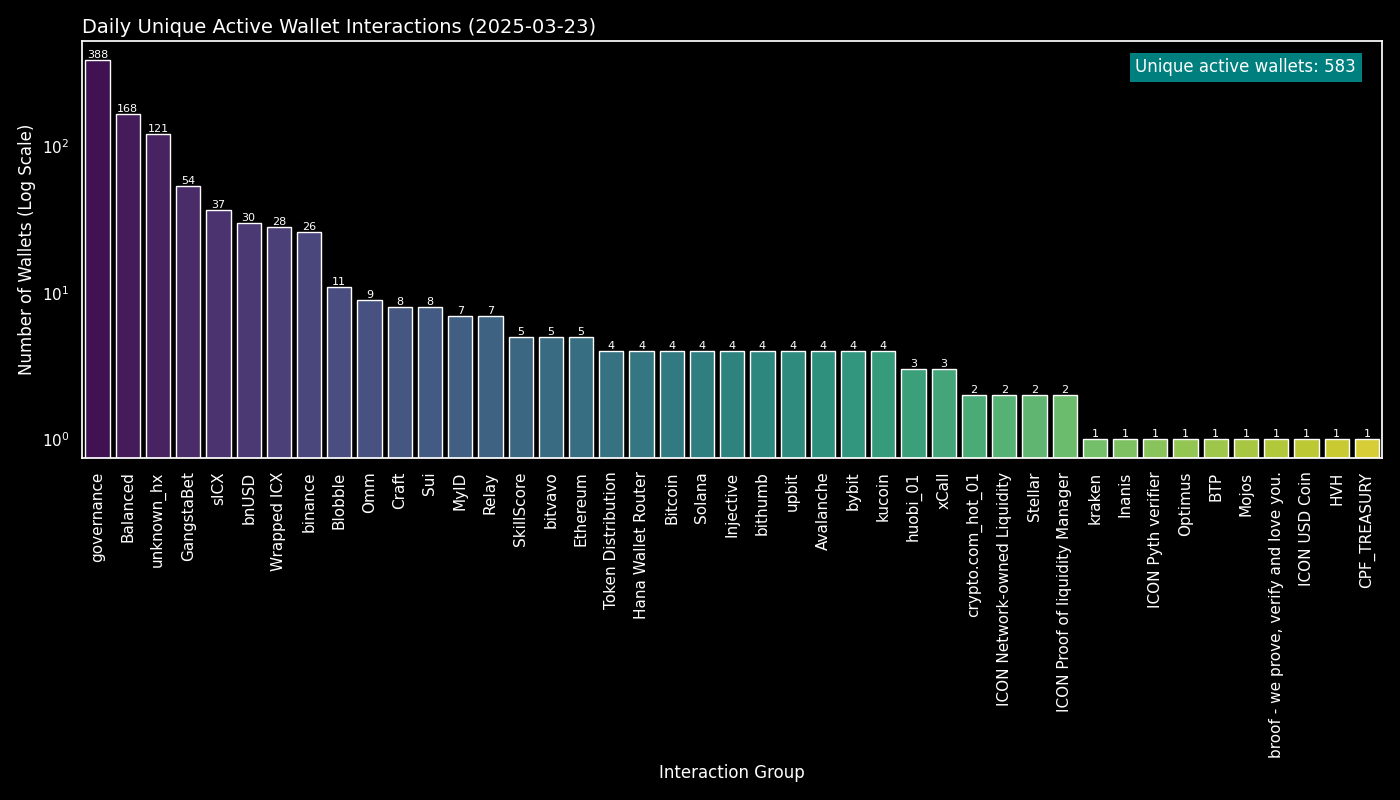 Daily Unique Active Wallet Interactions (2025-03-23)
Unique active wallets: 583
Number of Wallets (Log Scale)
10²
10¹
10⁰
388
168
121
54
37
30
28
26
11
9
8
8
7
7
5
5
5
4
4
4
4
4
4
4
4
4
4
3
3
2
2
2
2
1
1
1
1
1
1
1
1
1
1
governance
Balanced
unknown_hx
GangstaBet
sICX
bnUSD
Wrapped ICX
binance
Blobble
Omm
Craft
Sui
MyID
Relay
SkillScore
bitvavo
Ethereum
Token Distribution
Hana Wallet Router
Bitcoin
Solana
Injective
bithumb
upbit
Avalanche
bybit
kucoin
huobi_01
xCall
crypto.com_hot_01
ICON Network-owned Liquidity
Stellar
ICON Proof of liquidity Manager
kraken
Inanis
ICON Pyth verifier
Optimus
BTP
Mojos
broof - we prove, verify and love you.
ICON USD Coin
HVH
CPF_TREASURY
Interaction Group